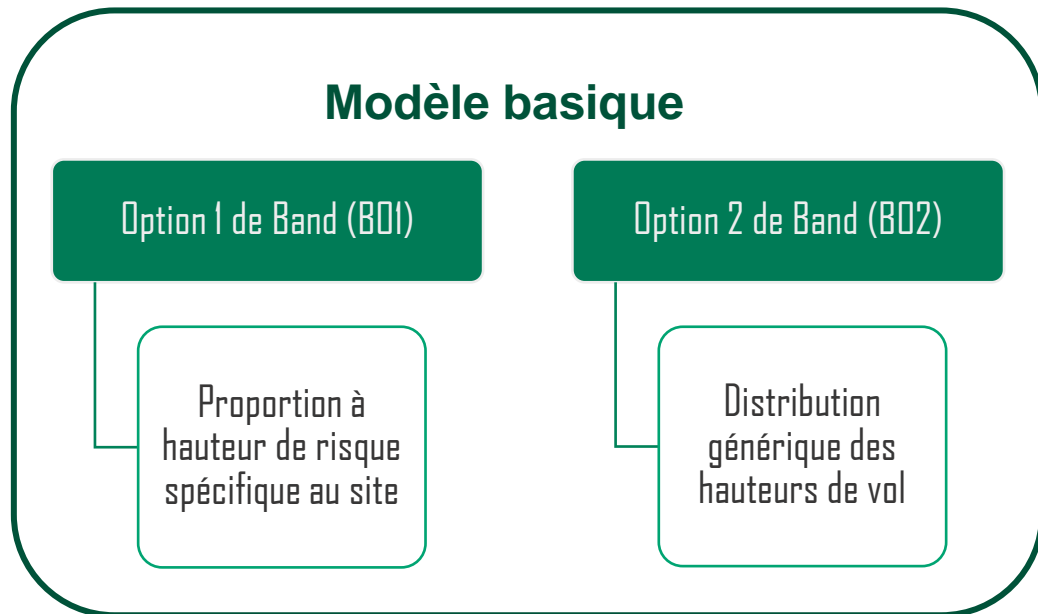 Modèle basique
Option 1 de Band (BO1)
Option 2 de Band (BO2)
Proportion à
hauteur de risque
spécifique au site
Distribution
générique des
hauteurs de vol